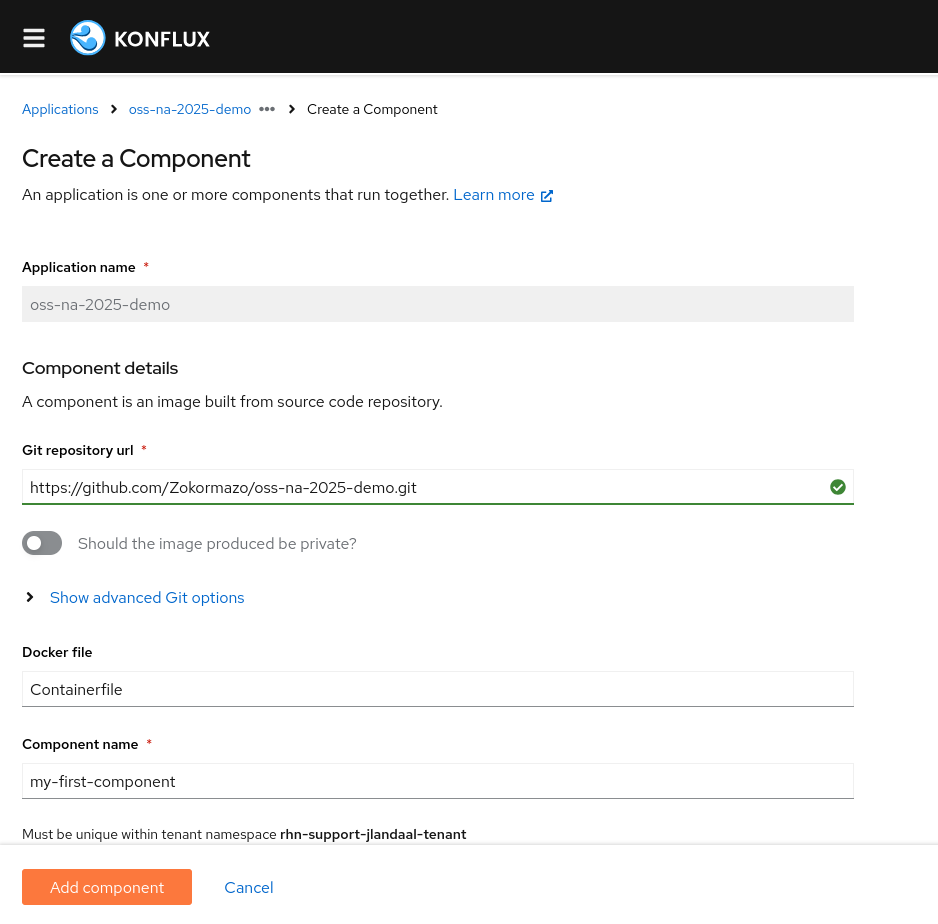 KONFLUX
Applications > oss-na-2025-demo ••• > Create a Component
Create a Component
An application is one or more components that run together. Learn more
Application name *
oss-na-2025-demo
Component details
A component is an image built from source code repository.
Git repository url *
https://github.com/Zokormazo/oss-na-2025-demo.git
Should the image produced be private?
Show advanced Git options
Docker file
Containerfile
Component name *
my-first-component
Must be unique within tenant namespace rhn-support-jlandaal-tenant
Add component Cancel